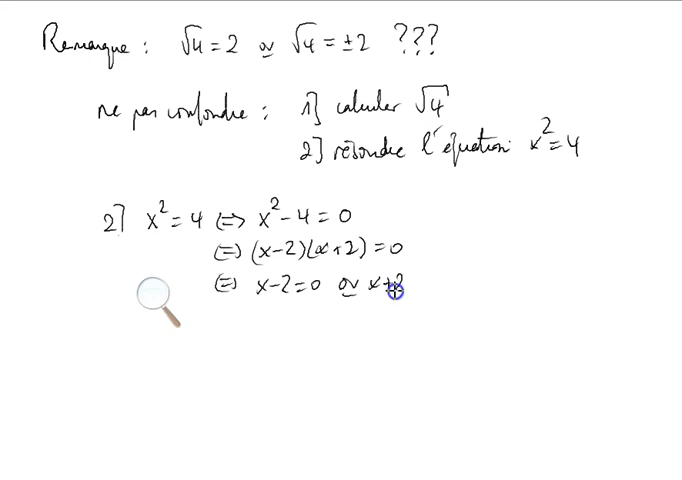 Remarque : √4 = 2 ou √4 = ±2 ???
ne pas confondre : 1] calculer √4
2] résoudre l'équation x² = 4
2] x² = 4 ⇔ x² - 4 = 0
⇔ (x-2)(x+2) = 0
⇔ x-2 = 0 ou x+2